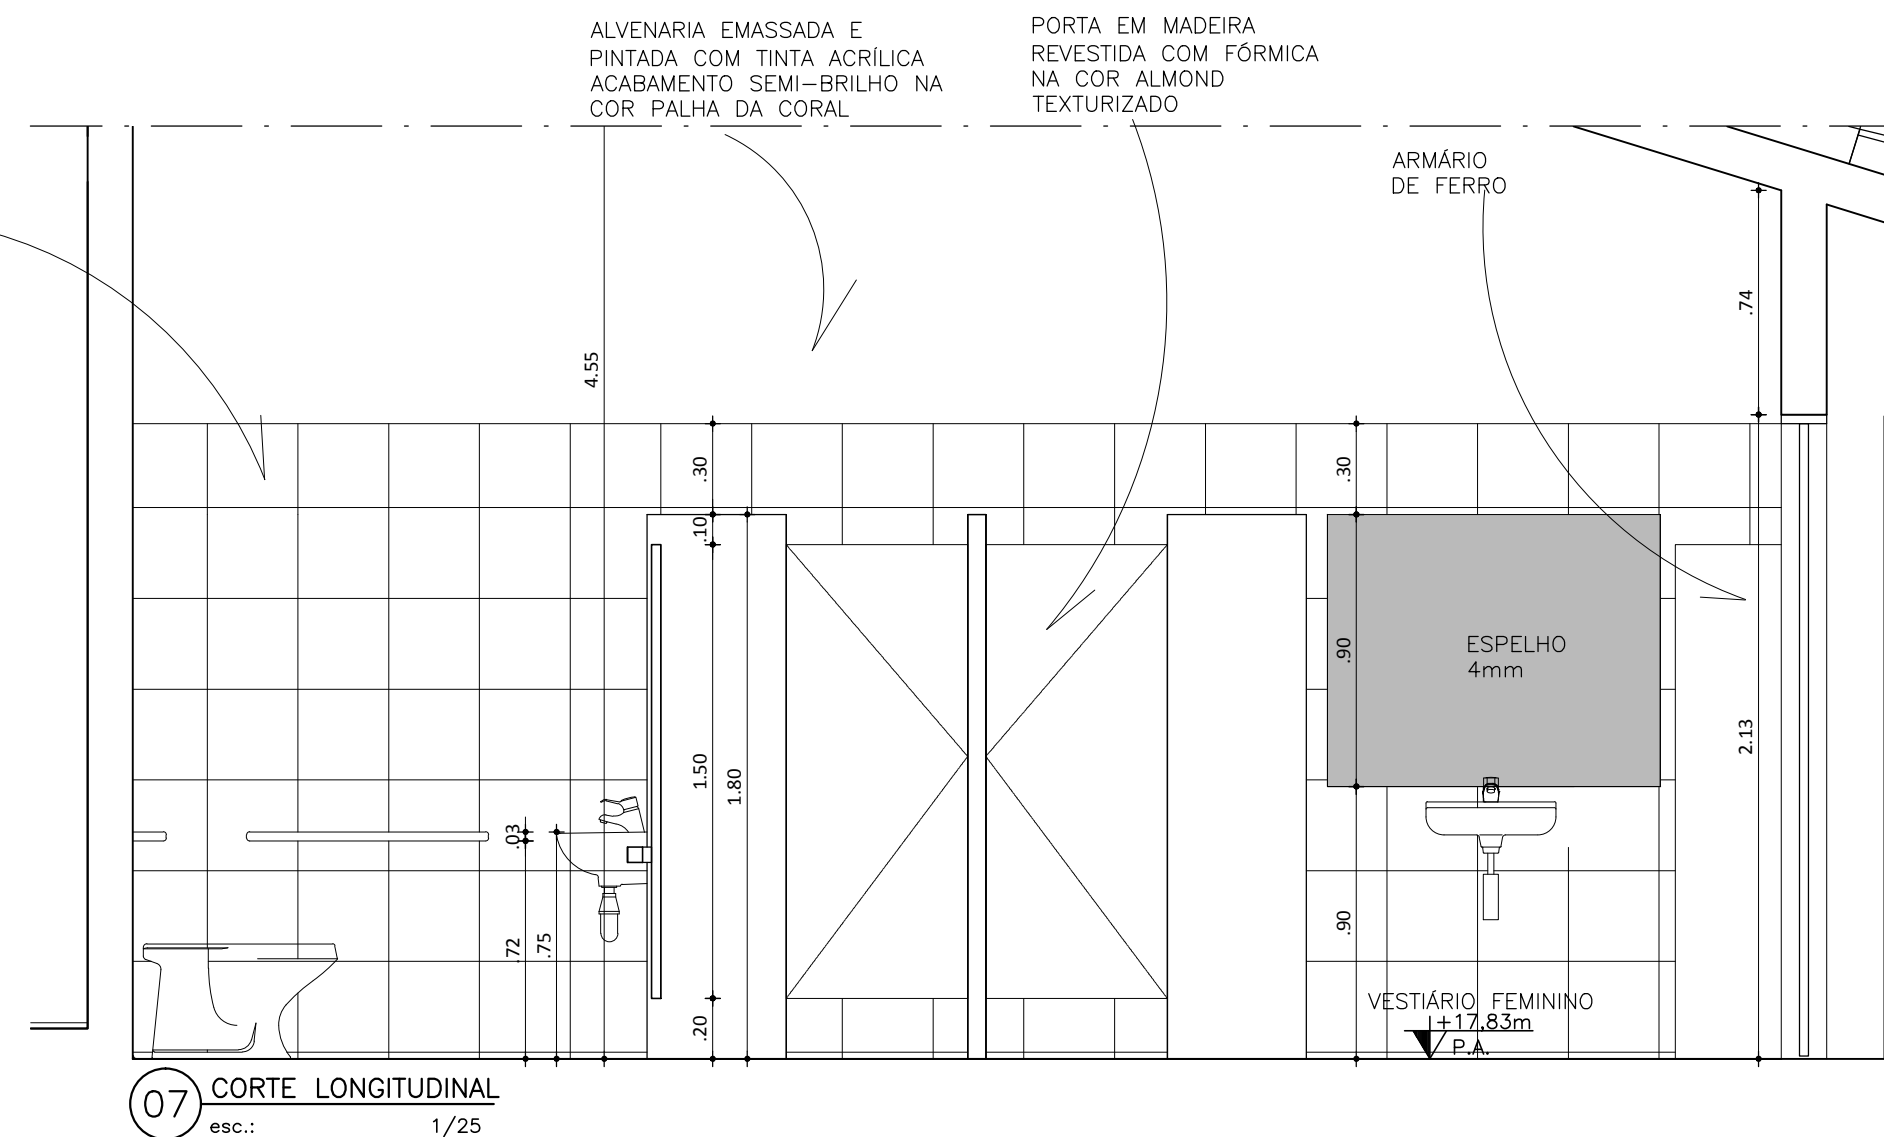 ALVENARIA EMASSADA E
PINTADA COM TINTA ACRÍLICA
ACABAMENTO SEMI-BRILHO NA
COR PALHA DA CORAL
PORTA EM MADEIRA
REVESTIDA COM FÓRMICA
NA COR ALMOND
TEXTURIZADO
ARMÁRIO
DE FERRO
.74
4.55
.30
.30
.10
.90
ESPELHO
4mm
2.13
1.50
1.80
.03
.72
.75
.90
.20
VESTIÁRIO FEMININO
+17,83m
P.A.
07
CORTE LONGITUDINAL
esc.: 1/25